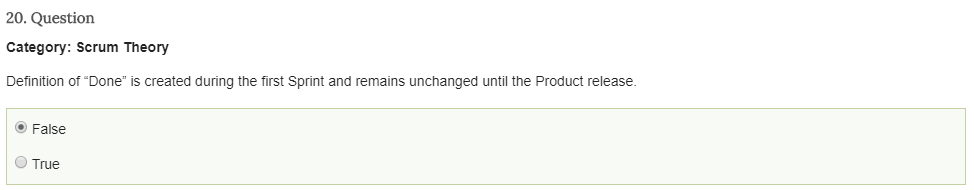 20. Question
Category: Scrum Theory
Definition of “Done” is created during the first Sprint and remains unchanged until the Product release.
False
True